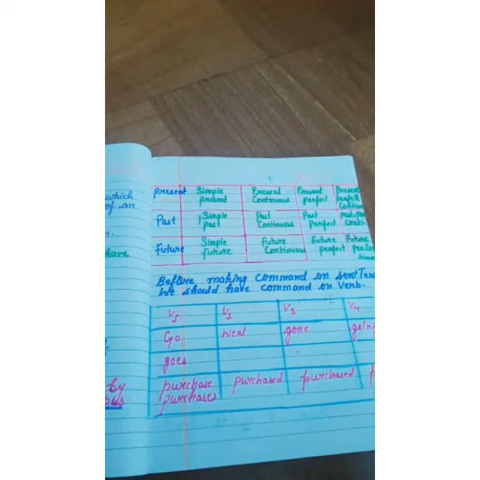 which
of an
have
by
Present Simple present Present Continuous Present perfect
Past Simple past Past Continuous Past perfect
Future Simple future Future Continuous Future perfect Future
Before making command on
We should have command on Verb.
V1 V2 V3 V4
Go went gone going
goes
purchase purchased purchased
purchases